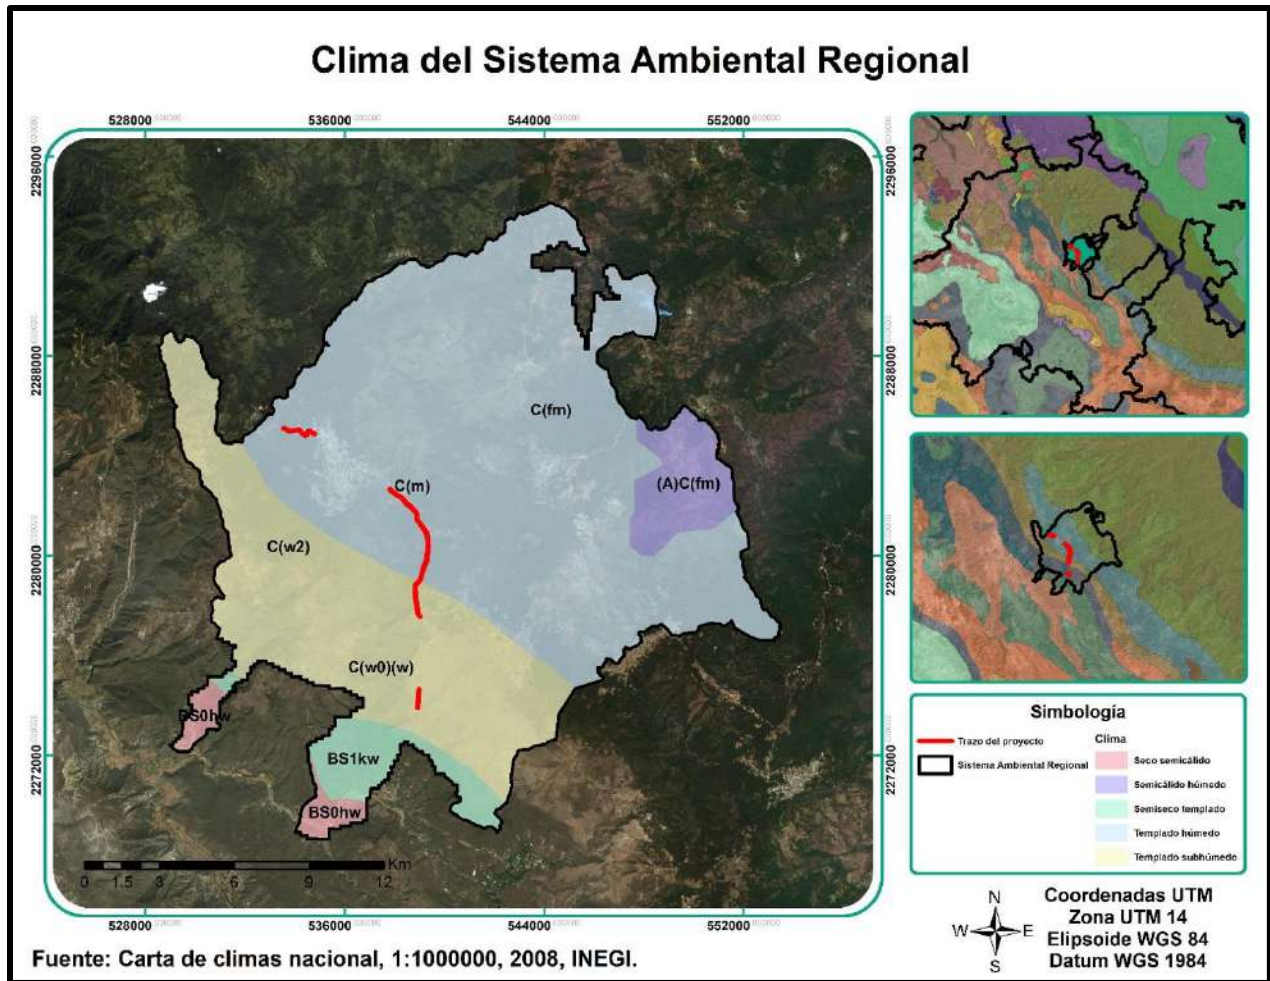 Clima del Sistema Ambiental Regional
528000 536000 544000 552000
2296000
2288000
2280000
2272000
C(fm)
(A)C(fm)
C(m)
C(w2)
C(w0)(w)
BS0hw
BS1kw
BS0hw
Km
0 1.5 3 6 9 12
528000 536000 544000 552000
2296000
2288000
2280000
2272000
Simbología
Trazo del proyecto
Sistema Ambiental Regional
Clima
Seco semicálido
Semicálido húmedo
Semiseco templado
Templado húmedo
Templado subhúmedo
N
W E
S
Coordenadas UTM
Zona UTM 14
Elipsoide WGS 84
Datum WGS 1984
Fuente: Carta de climas nacional, 1:1000000, 2008, INEGI.